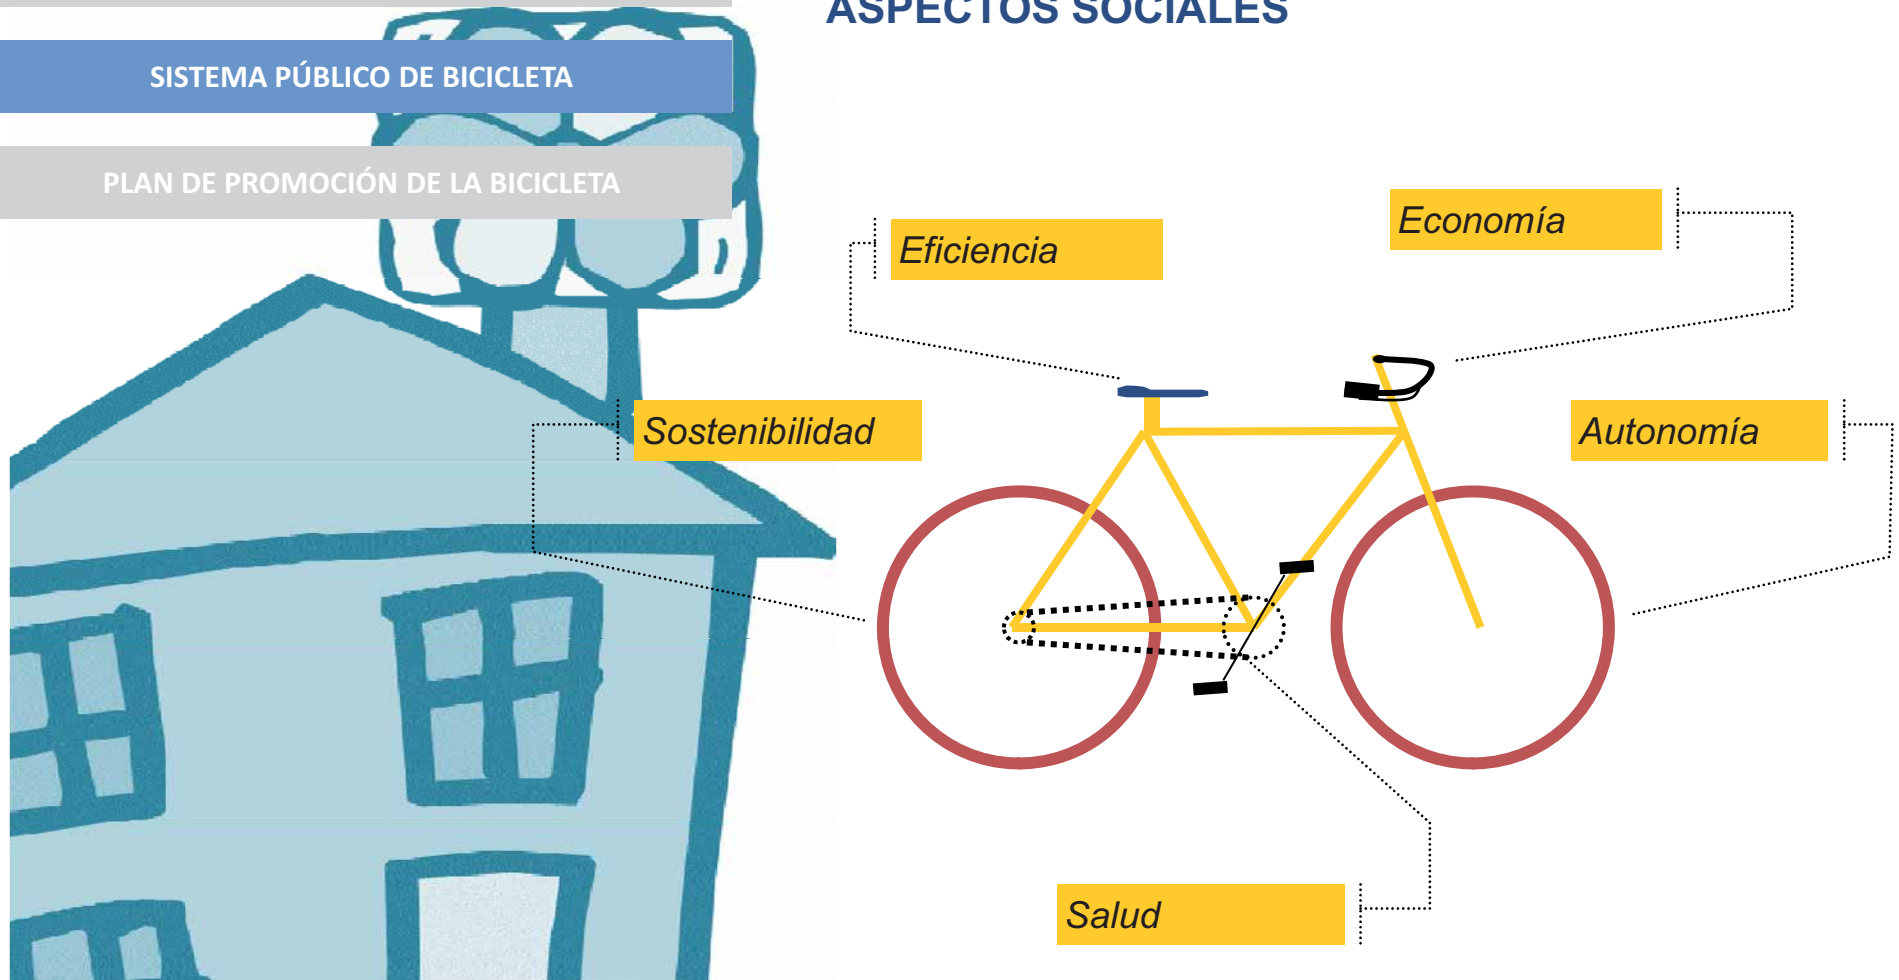 ASPECTOS SOCIALES
SISTEMA PÚBLICO DE BICICLETA
PLAN DE PROMOCIÓN DE LA BICICLETA
Economía
Eficiencia
Sostenibilidad
Autonomía
Salud